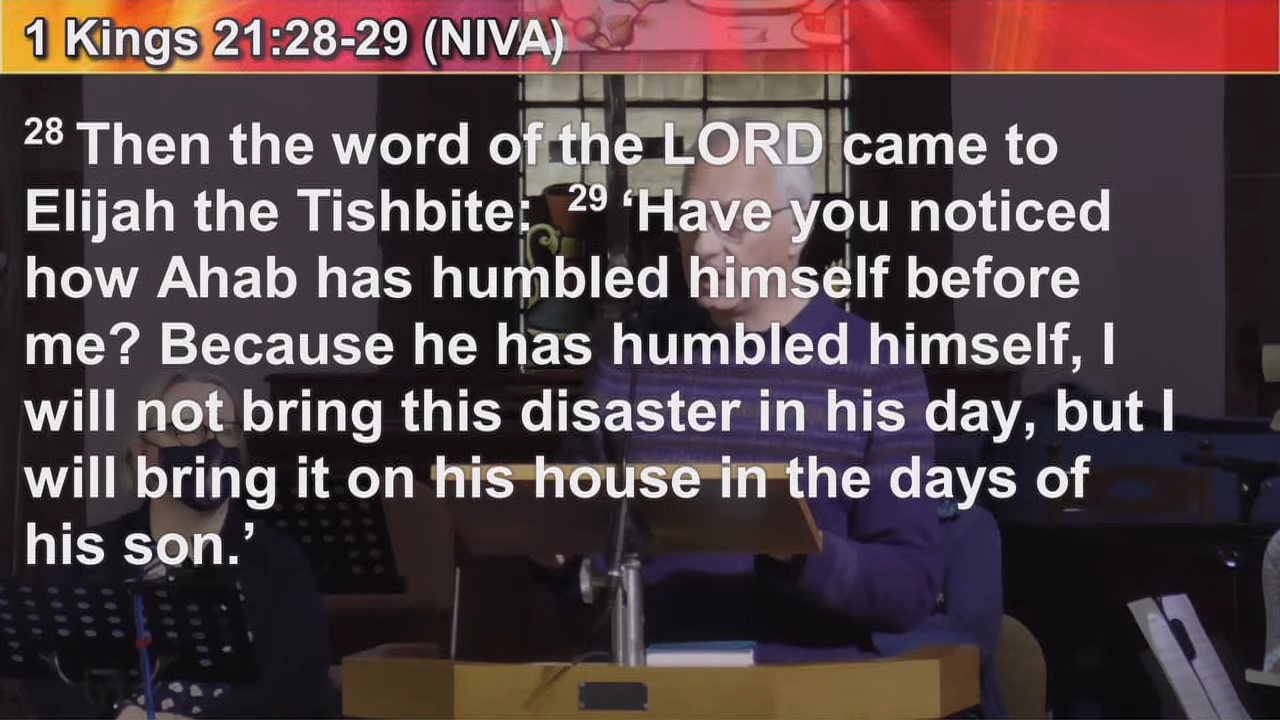 1 Kings 21:28-29 (NIVA)
28 Then the word of the LORD came to
Elijah the Tishbite: 29 ‘Have you noticed
how Ahab has humbled himself before
me? Because he has humbled himself, I
will not bring this disaster in his day, but I
will bring it on his house in the days of
his son.’